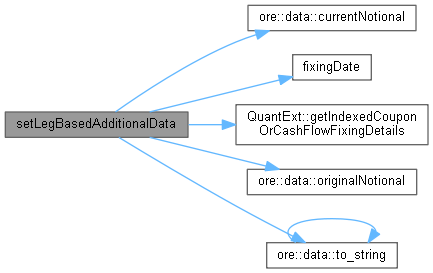 ore::data::currentNotional
fixingDate
setLegBasedAdditionalData
QuantExt::getIndexedCoupon
OrCashFlowFixingDetails
ore::data::originalNotional
ore::data::to_string